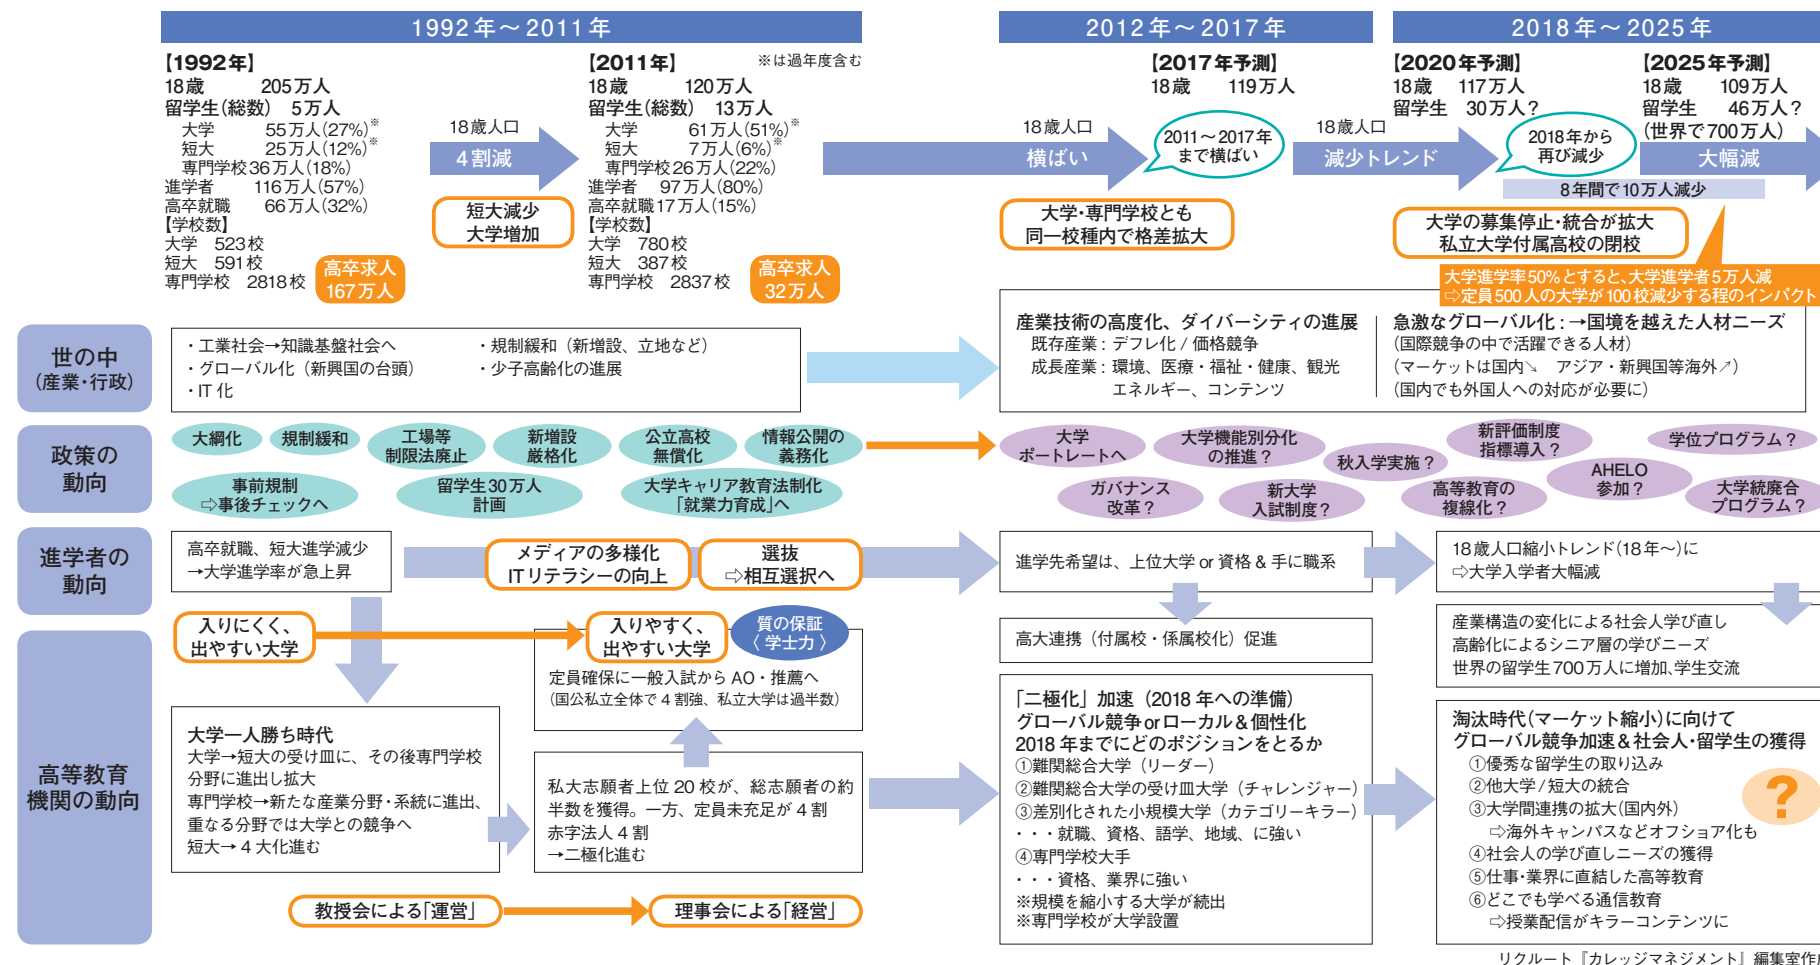 1992年～2011年
2012年～2017年
2018年～2025年
【1992年】
18歳 205万人
留学生(総数) 5万人
大学 55万人(27%)※
短大 25万人(12%)※
専門学校36万人(18%)
進学者 116万人(57%)
高卒就職 66万人(32%)
【学校数】
大学 523校
短大 591校
専門学校 2818校
高卒求人
167万人
18歳人口
4割減
短大減少
大学増加
※は過年度含む
【2011年】
18歳 120万人
留学生(総数) 13万人
大学 61万人(51%)※
短大 7万人(6%)※
専門学校26万人(22%)
進学者 97万人(80%)
高卒就職17万人(15%)
【学校数】
大学 780校
短大 387校
専門学校 2837校
高卒求人
32万人
【2017年予測】
18歳 119万人
18歳人口
横ばい
2011～2017年
まで横ばい
大学・専門学校とも
同一校種内で格差拡大
【2020年予測】
18歳 117万人
留学生 30万人?
18歳人口
減少トレンド
2018年から
再び減少
【2025年予測】
18歳 109万人
留学生 46万人?
(世界で700万人)
大幅減
8年間で10万人減少
大学の募集停止・統合が拡大
私立大学付属高校の閉校
大学進学率50%とすると、大学進学者5万人減
⇨定員500人の大学が100校減少する程のインパクト
世の中
(産業・行政)
・工業社会→知識基盤社会へ
・グローバル化（新興国の台頭）
・IT 化
・規制緩和（新増設、立地など）
・少子高齢化の進展
産業技術の高度化、ダイバーシティの進展
既存産業：デフレ化 / 価格競争
成長産業：環境、医療・福祉・健康、観光
エネルギー、コンテンツ
急激なグローバル化：→国境を越えた人材ニーズ
(国際競争の中で活躍できる人材)
(マーケットは国内↘ アジア・新興国等海外↗)
(国内でも外国人への対応が必要に)
政策の
動向
大綱化
規制緩和
工場等
制限法廃止
新増設
厳格化
公立高校
無償化
情報公開の
義務化
事前規制
⇨事後チェックへ
留学生30万人
計画
大学キャリア教育法制化
「就業力育成」へ
大学
ポートレートへ
大学機能別分化
の推進？
秋入学実施？
新評価制度
指標導入？
学位プログラム？
ガバナンス
改革？
新大学
入試制度？
高等教育の
複線化？
AHELO
参加？
大学統廃合
プログラム？
進学者の
動向
高卒就職、短大進学減少
→大学進学率が急上昇
メディアの多様化
ITリテラシーの向上
選抜
⇨相互選択へ
進学先希望は、上位大学 or 資格 & 手に職系
18歳人口縮小トレンド(18年～)に
⇨大学入学者大幅減
高等教育
機関の動向
入りにくく、
出やすい大学
入りやすく、
出やすい大学
質の保証
〈 学士力 〉
定員確保に一般入試から AO・推薦へ
(国公私立全体で4割強、私立大学は過半数)
高大連携（付属校・係属校化）促進
産業構造の変化による社会人学び直し
高齢化によるシニア層の学びニーズ
世界の留学生700万人に増加、学生交流
大学一人勝ち時代
大学→短大の受け皿に、その後専門学校
分野に進出し拡大
専門学校→新たな産業分野・系統に進出、
重なる分野では大学との競争へ
短大→4大化進む
私大志願者上位 20 校が、総志願者の約
半数を獲得。一方、定員未充足が 4 割
赤字法人 4 割
→二極化進む
「二極化」加速（2018 年への準備）
グローバル競争orローカル&個性化
2018 年までにどのポジションをとるか
①難関総合大学（リーダー）
②難関総合大学の受け皿大学（チャレンジャー）
③差別化された小規模大学（カテゴリーキラー）
・・・就職、資格、語学、地域、に強い
④専門学校大手
・・・資格、業界に強い
※規模を縮小する大学が続出
※専門学校が大学設置
淘汰時代(マーケット縮小)に向けて
グローバル競争加速&社会人・留学生の獲得
①優秀な留学生の取り込み
②他大学/短大の統合
③大学間連携の拡大(国内外)
⇨海外キャンパスなどオフショア化も
④社会人の学び直しニーズの獲得
⑤仕事・業界に直結した高等教育
⑥どこでも学べる通信教育
⇨授業配信がキラーコンテンツに
?
教授会による「運営」
理事会による「経営」
リクルート『カレッジマネジメント』編集室作成